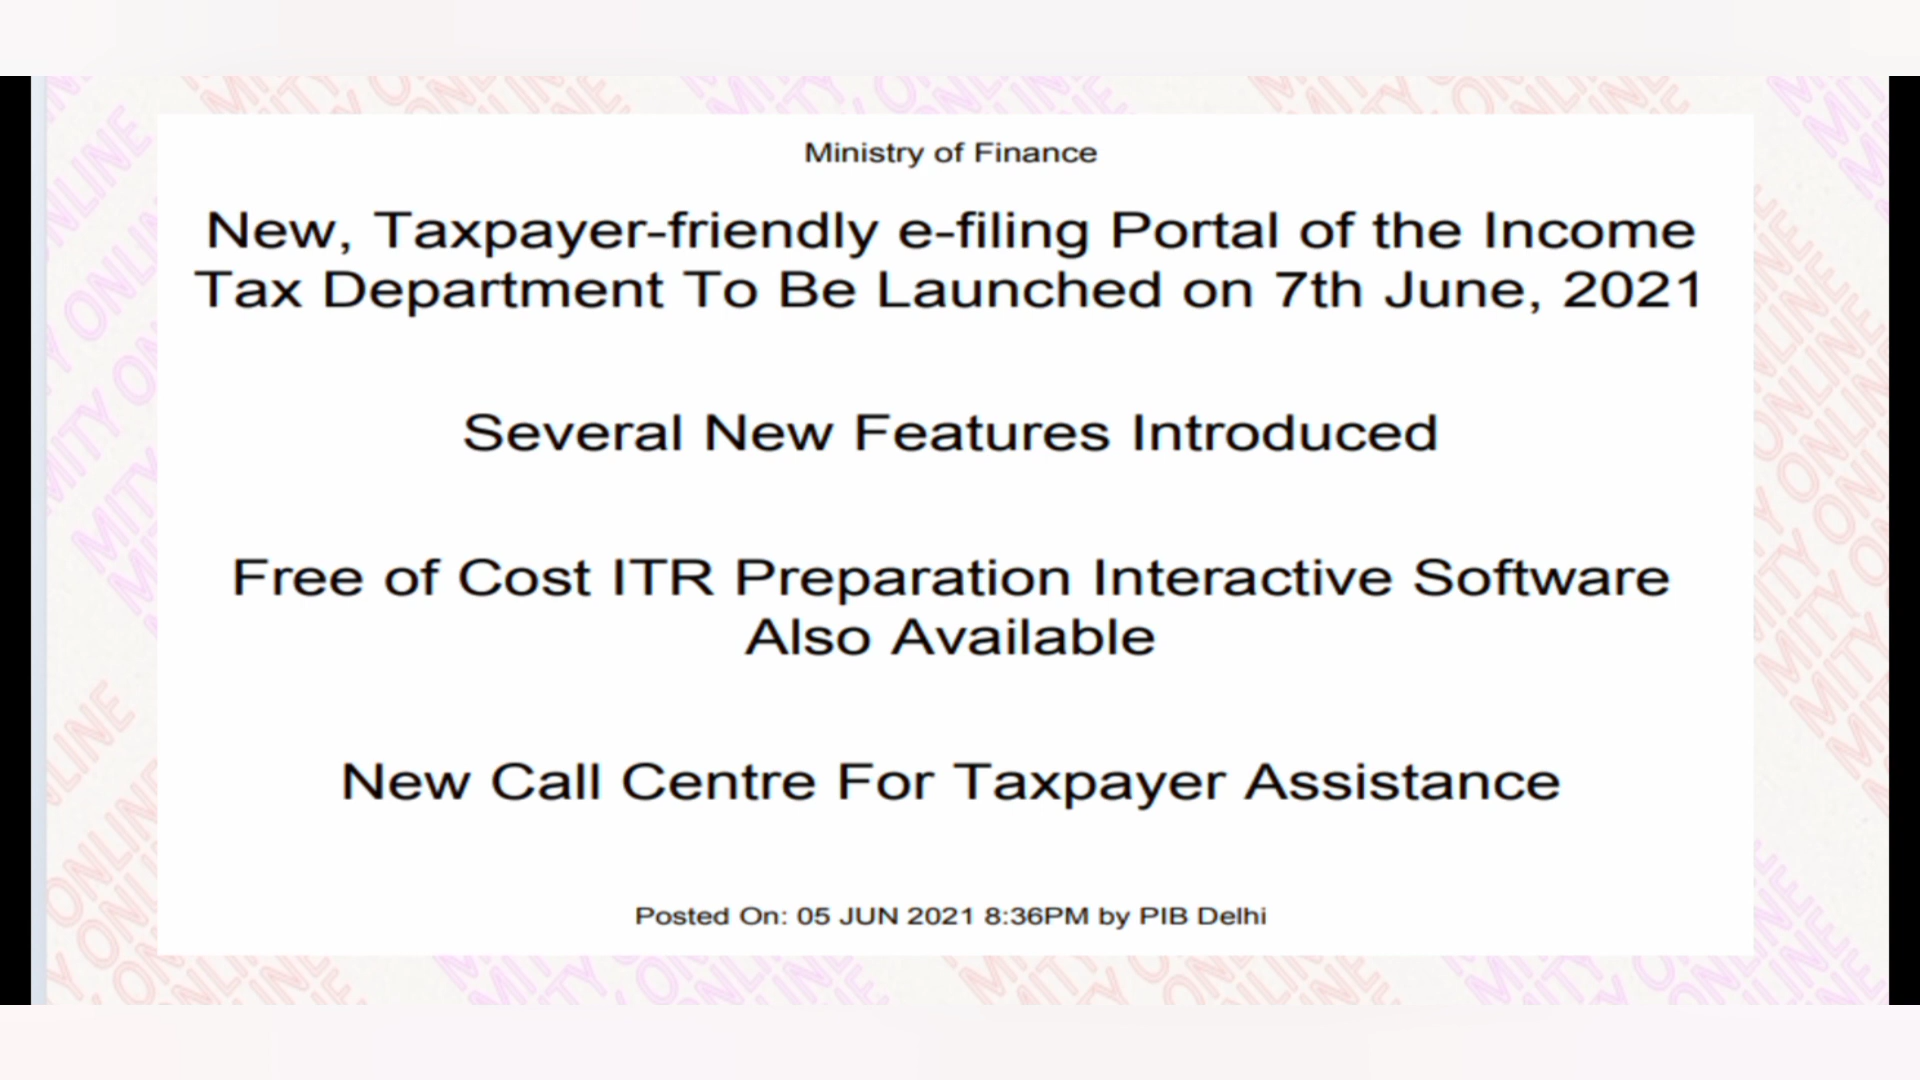 Ministry of Finance
New, Taxpayer-friendly e-filing Portal of the Income
Tax Department To Be Launched on 7th June, 2021
Several New Features Introduced
Free of Cost ITR Preparation Interactive Software
Also Available
New Call Centre For Taxpayer Assistance
Posted On: 05 JUN 2021 8:36PM by PIB Delhi